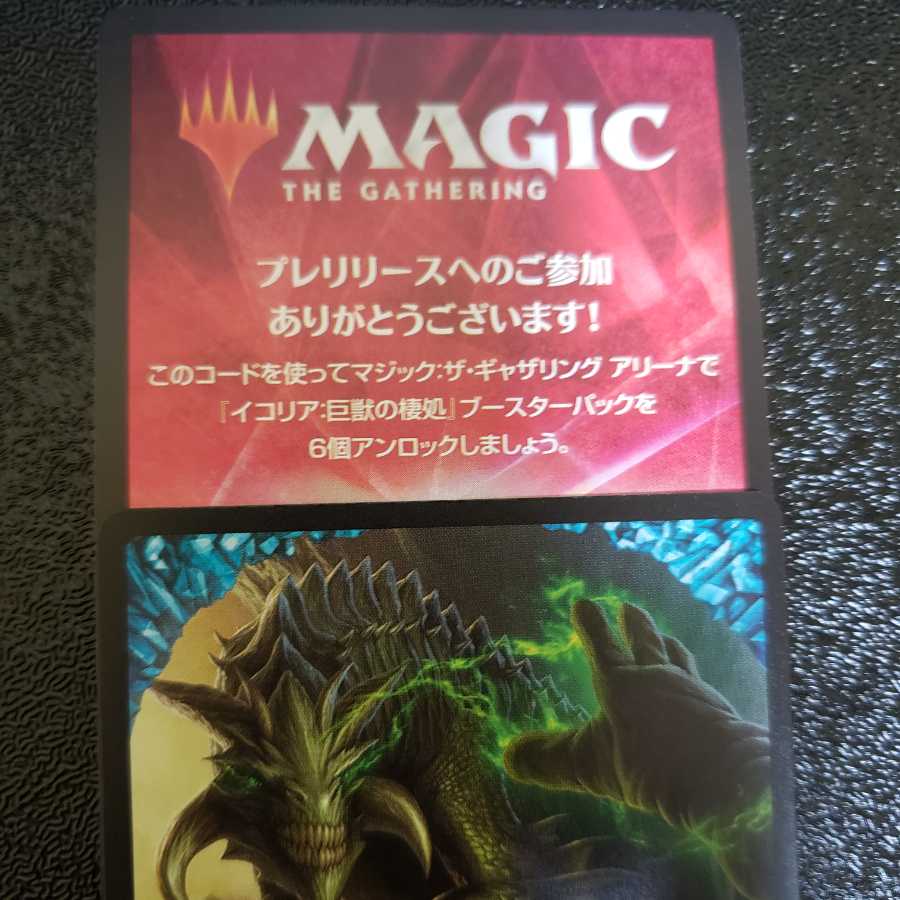 MAGIC
THE GATHERING
プレリリースへのご参加
ありがとうございます!
このコードを使ってマジック:ザ・ギャザリング アリーナで
『イコリア:巨獣の棲処』ブースターパックを
6個アンロックしましょう。